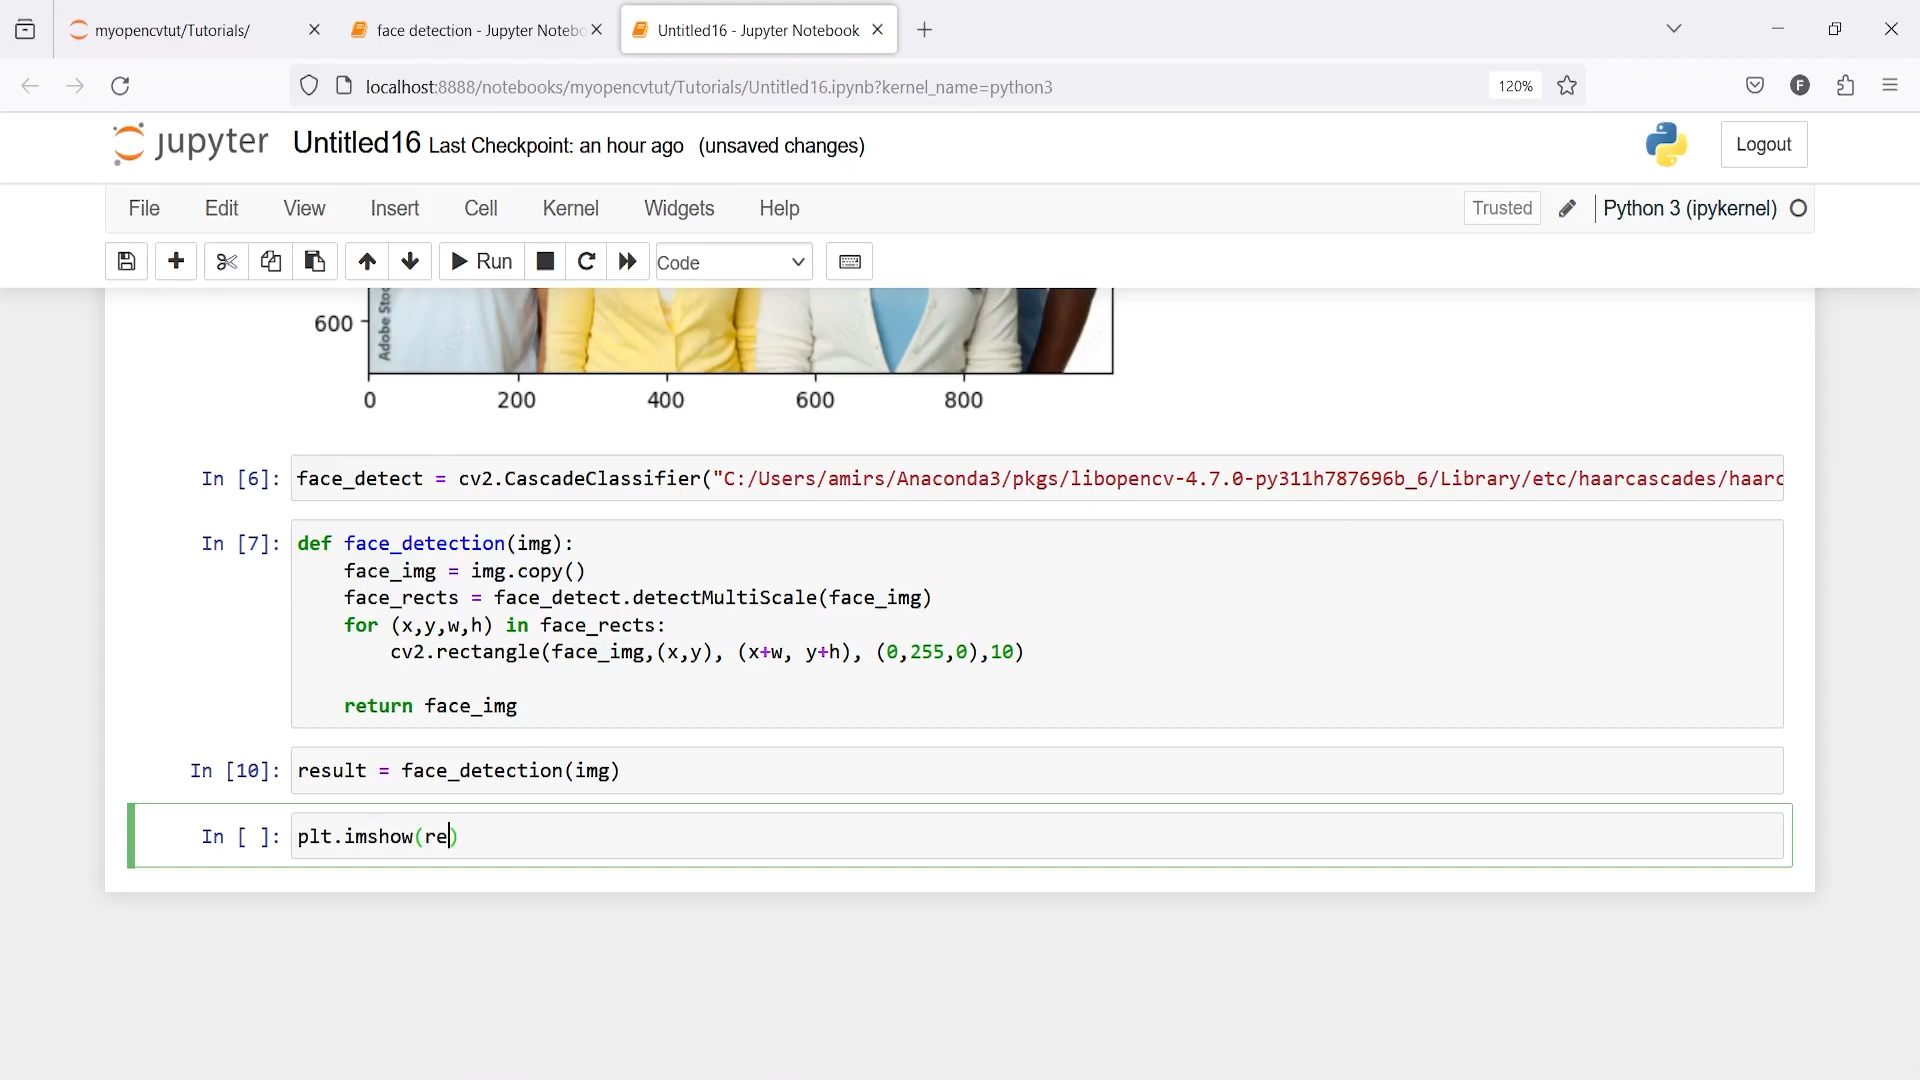 myopencvtut/Tutorials/
face detection - Jupyter Notebo
Untitled16 - Jupyter Notebook
localhost:8888/notebooks/myopencvtut/Tutorials/Untitled16.ipynb?kernel_name=python3
120%
F
jupyter
Untitled16 Last Checkpoint: an hour ago (unsaved changes)
Logout
File Edit View Insert Cell Kernel Widgets Help
Trusted
Python 3 (ipykernel)
Run
Code
Adobe Stoc
600
0 200 400 600 800
In [6]: face_detect = cv2.CascadeClassifier("C:/Users/amirs/Anaconda3/pkgs/libopencv-4.7.0-py311h787696b_6/Library/etc/haarcascades/haarc
In [7]: def face_detection(img):
face_img = img.copy()
face_rects = face_detect.detectMultiScale(face_img)
for (x,y,w,h) in face_rects:
cv2.rectangle(face_img,(x,y), (x+w, y+h), (0,255,0),10)
return face_img
In [10]: result = face_detection(img)
In [ ]: plt.imshow(re)